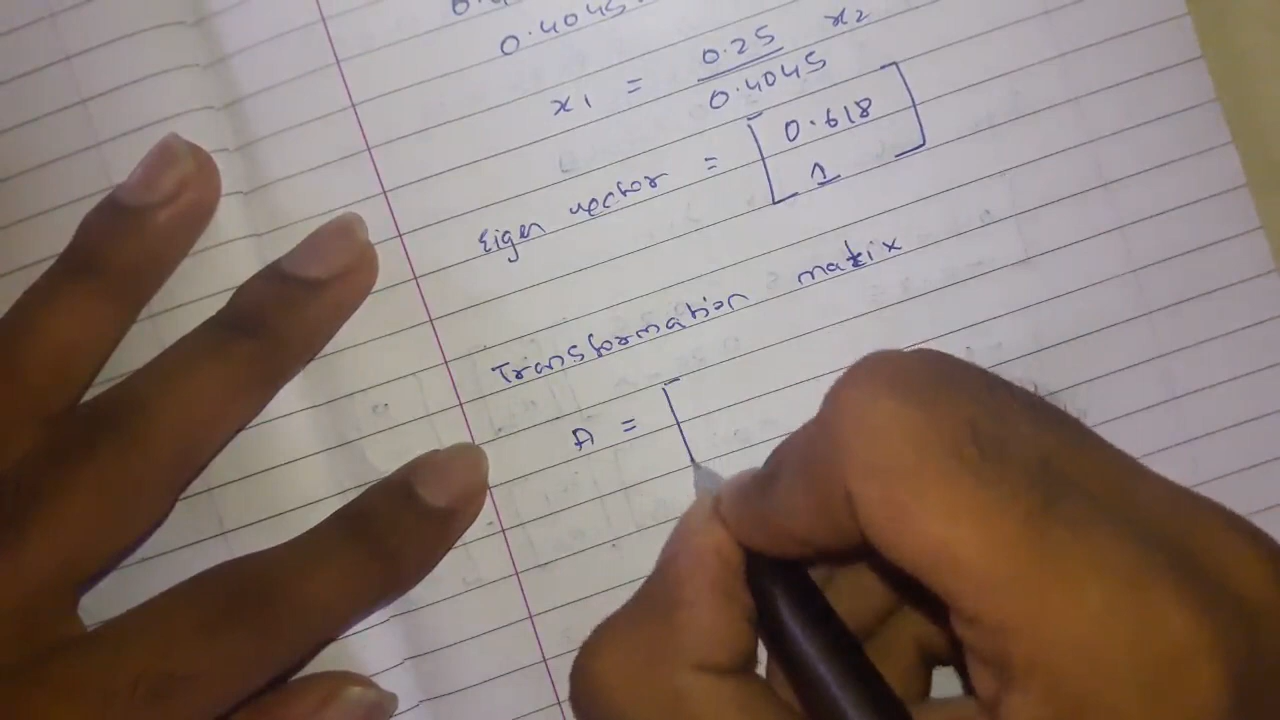 0.4045
x₁ = 0.25 / 0.4045 x₂
Eigen vector = [ 0.618
1 ]
Transformation matrix
A = [